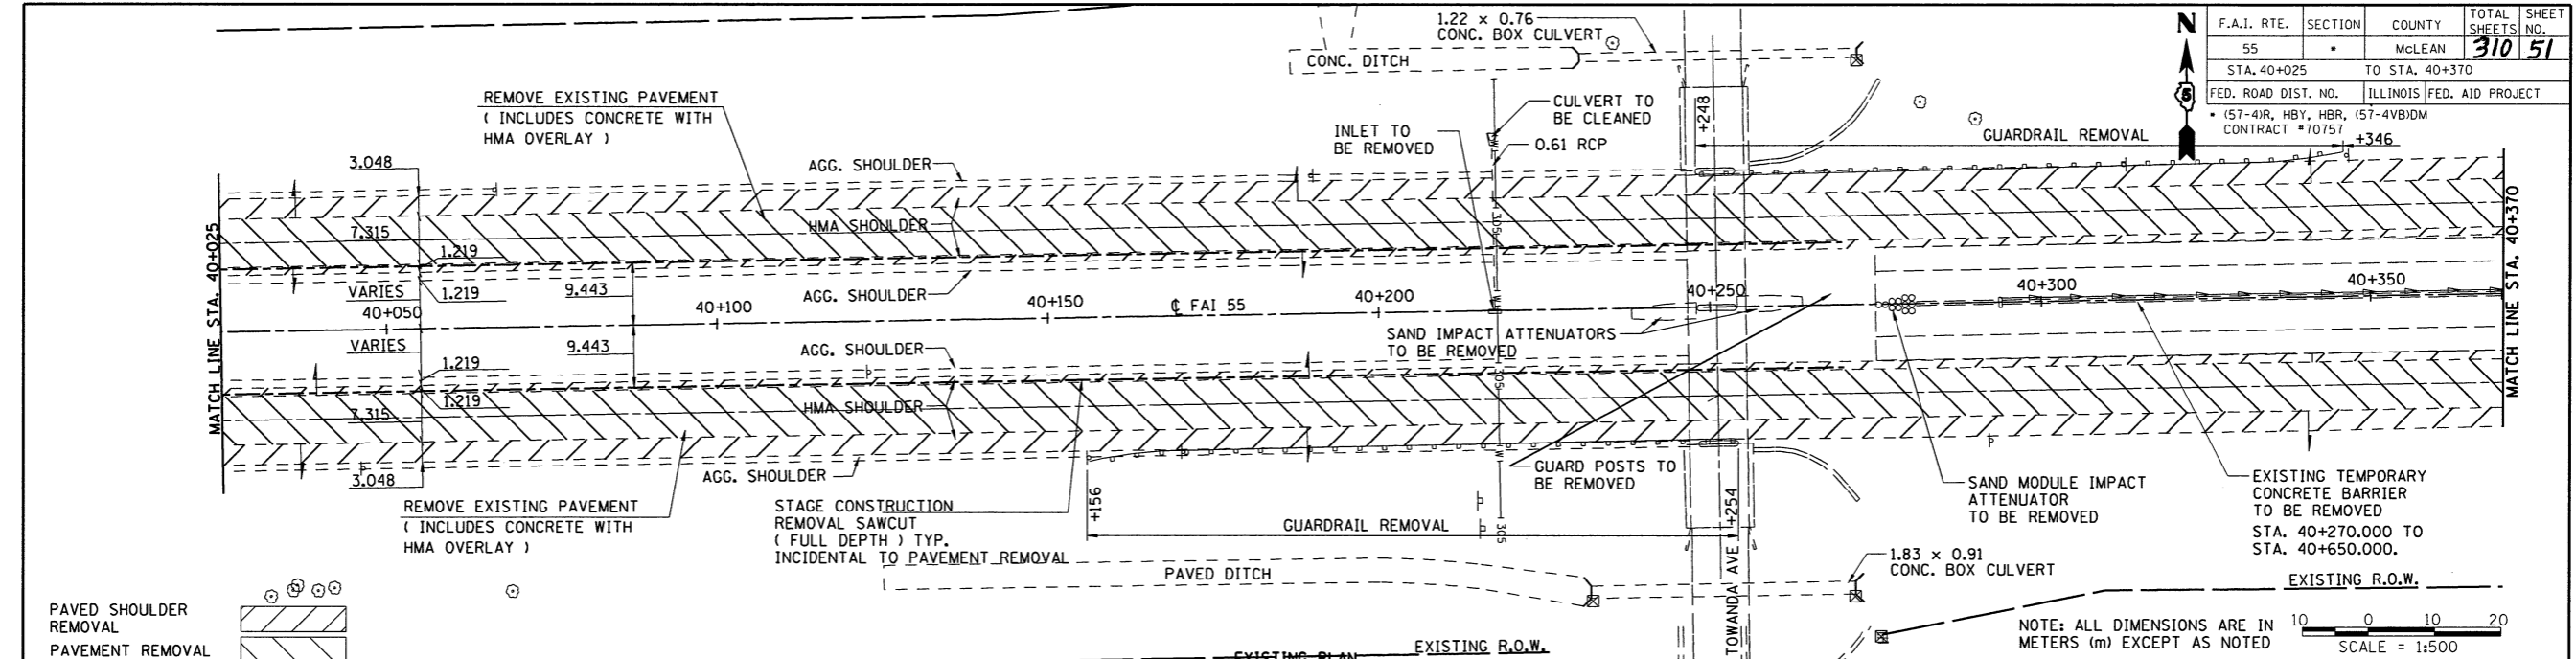 1.22 x 0.76
CONC. BOX CULVERT
CONC. DITCH
N
F.A.I. RTE.
SECTION
COUNTY
TOTAL SHEETS
SHEET NO.
55
*
McLEAN
310
51
STA. 40+025 TO STA. 40+370
FED. ROAD DIST. NO.
ILLINOIS
FED. AID PROJECT
* (57-4)R, HBY, HBR, (57-4VB)DM
CONTRACT #70757
5
REMOVE EXISTING PAVEMENT
( INCLUDES CONCRETE WITH
HMA OVERLAY )
CULVERT TO
BE CLEANED
INLET TO
BE REMOVED
0.61 RCP
+248
GUARDRAIL REMOVAL
+346
3.048
AGG. SHOULDER
HMA SHOULDER
7.315
1.219
MATCH LINE STA. 40+025
MATCH LINE STA. 40+370
305
VARIES
1.219
9.443
AGG. SHOULDER
40+050
40+100
40+150
℄ FAI 55
40+200
40+250
40+300
40+350
VARIES
9.443
AGG. SHOULDER
SAND IMPACT ATTENUATORS
TO BE REMOVED
1.219
1.219
305
7.315
HMA SHOULDER
3.048
AGG. SHOULDER
REMOVE EXISTING PAVEMENT
( INCLUDES CONCRETE WITH
HMA OVERLAY )
STAGE CONSTRUCTION
REMOVAL SAWCUT
( FULL DEPTH ) TYP.
INCIDENTAL TO PAVEMENT REMOVAL
+156
GUARDRAIL REMOVAL
305
GUARD POSTS TO
BE REMOVED
+254
SAND MODULE IMPACT
ATTENUATOR
TO BE REMOVED
EXISTING TEMPORARY
CONCRETE BARRIER
TO BE REMOVED
STA. 40+270.000 TO
STA. 40+650.000.
PAVED DITCH
1.83 x 0.91
CONC. BOX CULVERT
TOWANDA AVE
EXISTING R.O.W.
PAVED SHOULDER
REMOVAL
PAVEMENT REMOVAL
EXISTING PLAN
EXISTING R.O.W.
NOTE: ALL DIMENSIONS ARE IN
METERS (m) EXCEPT AS NOTED
10 0 10 20
SCALE = 1:500